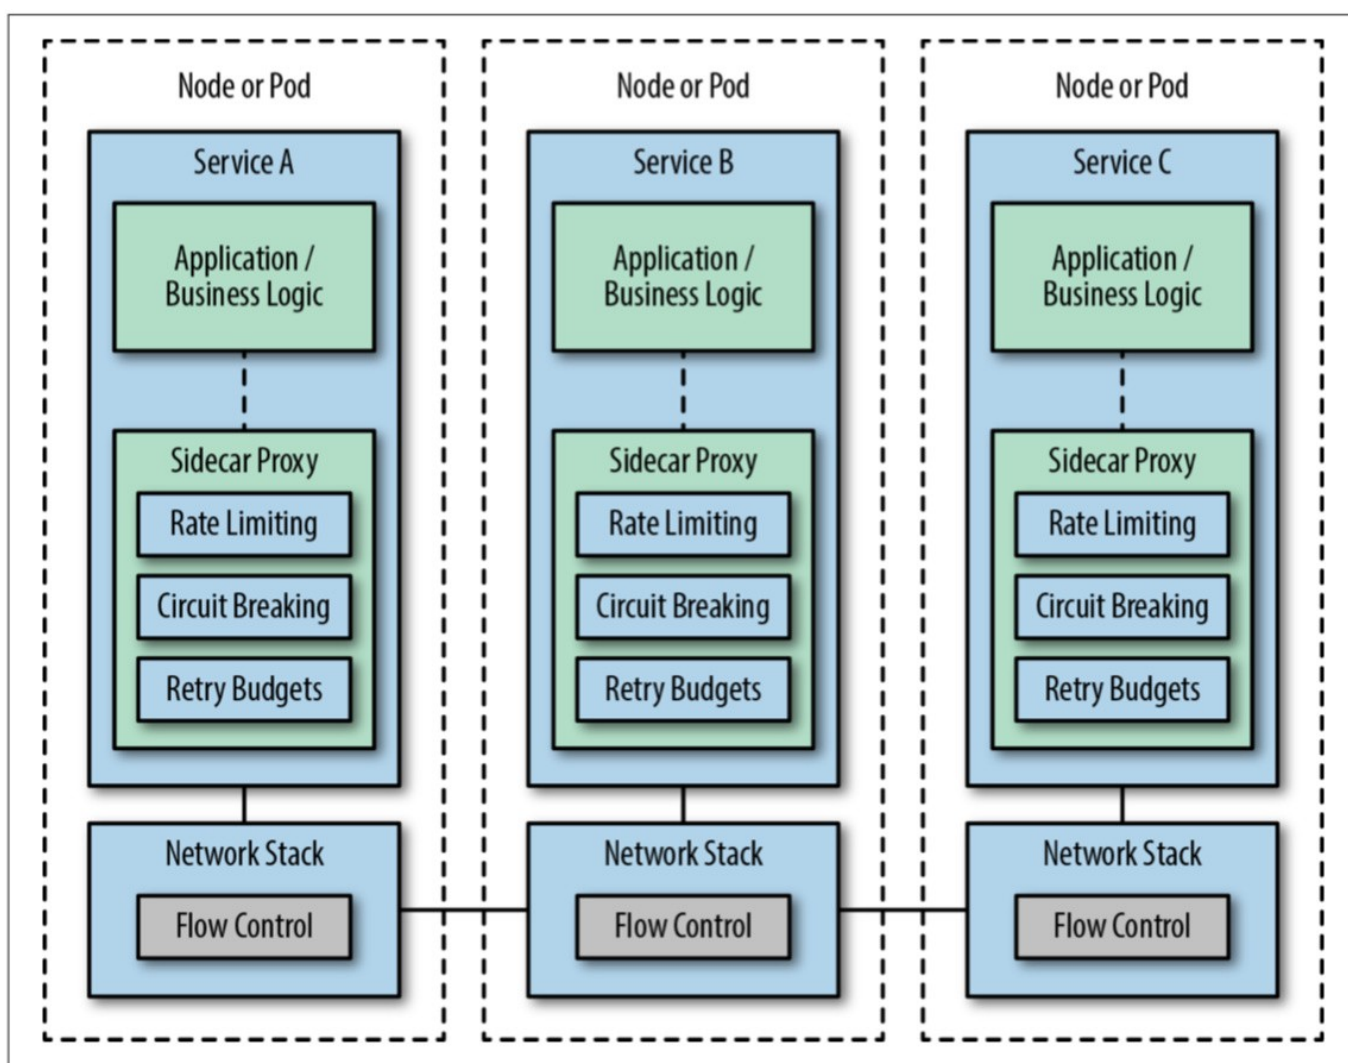 Node or Pod
Service A
Application /
Business Logic
Sidecar Proxy
Rate Limiting
Circuit Breaking
Retry Budgets
Network Stack
Flow Control
Node or Pod
Service B
Application /
Business Logic
Sidecar Proxy
Rate Limiting
Circuit Breaking
Retry Budgets
Network Stack
Flow Control
Node or Pod
Service C
Application /
Business Logic
Sidecar Proxy
Rate Limiting
Circuit Breaking
Retry Budgets
Network Stack
Flow Control